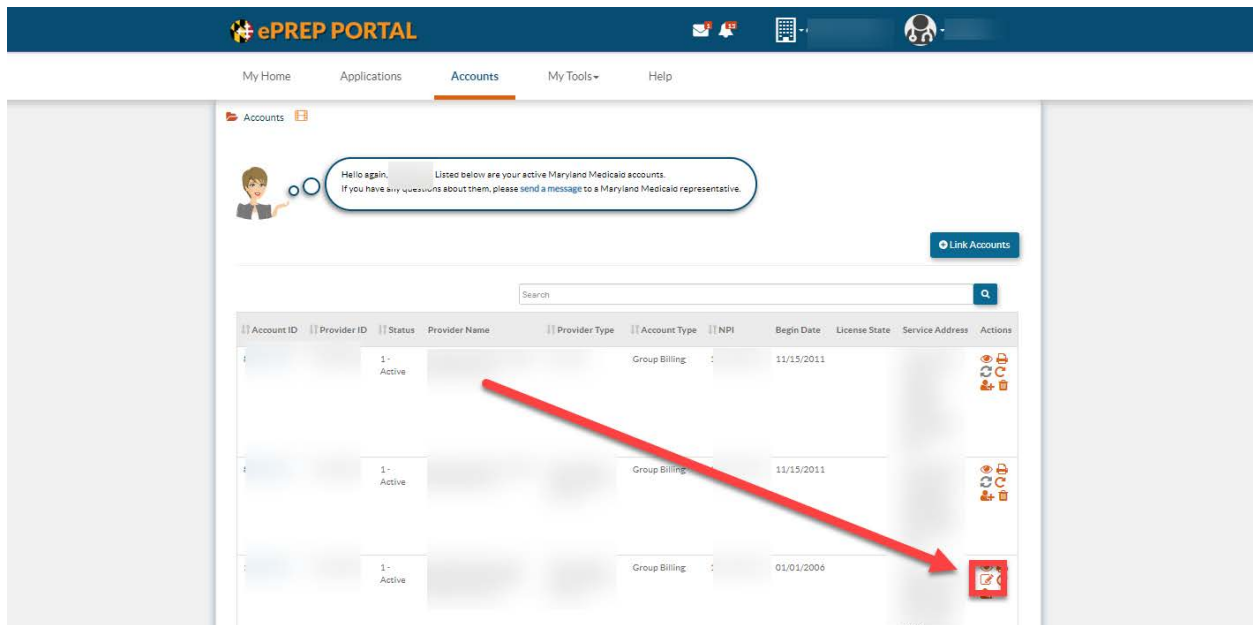 ePREP PORTAL
My Home Applications Accounts My Tools Help
Accounts
Hello again, Listed below are your active Maryland Medicaid accounts.
If you have any questions about them, please send a message to a Maryland Medicaid representative.
Link Accounts
Search
Account ID Provider ID Status Provider Name Provider Type Account Type NPI Begin Date License State Service Address Actions
1 - Group Billing 11/15/2011
Active
1 - Group Billing 11/15/2011
Active
1 - Group Billing 01/01/2006
Active